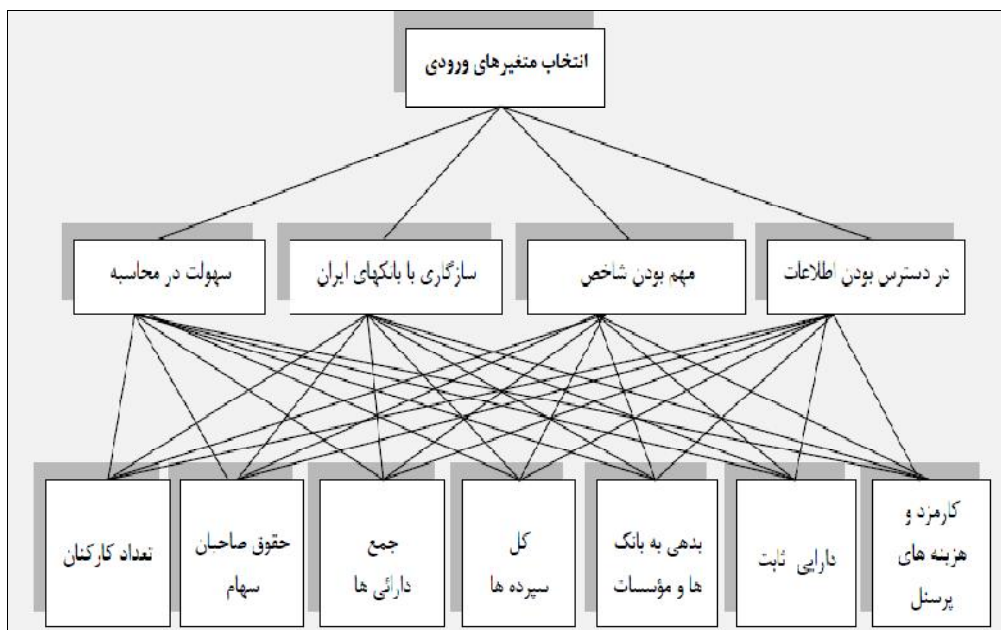 انتخاب متغیرهای ورودی
در دسترس بودن اطلاعات
مهم بودن شاخص
سازگاری با بانکهای ایران
سهولت در محاسبه
کارمزد و
هزینه های
پرسنل
دارایی ثابت
بدهی به بانک
ها و مؤسسات
کل
سپرده ها
جمع
دارائی ها
حقوق صاحبان
سهام
تعداد کارکنان